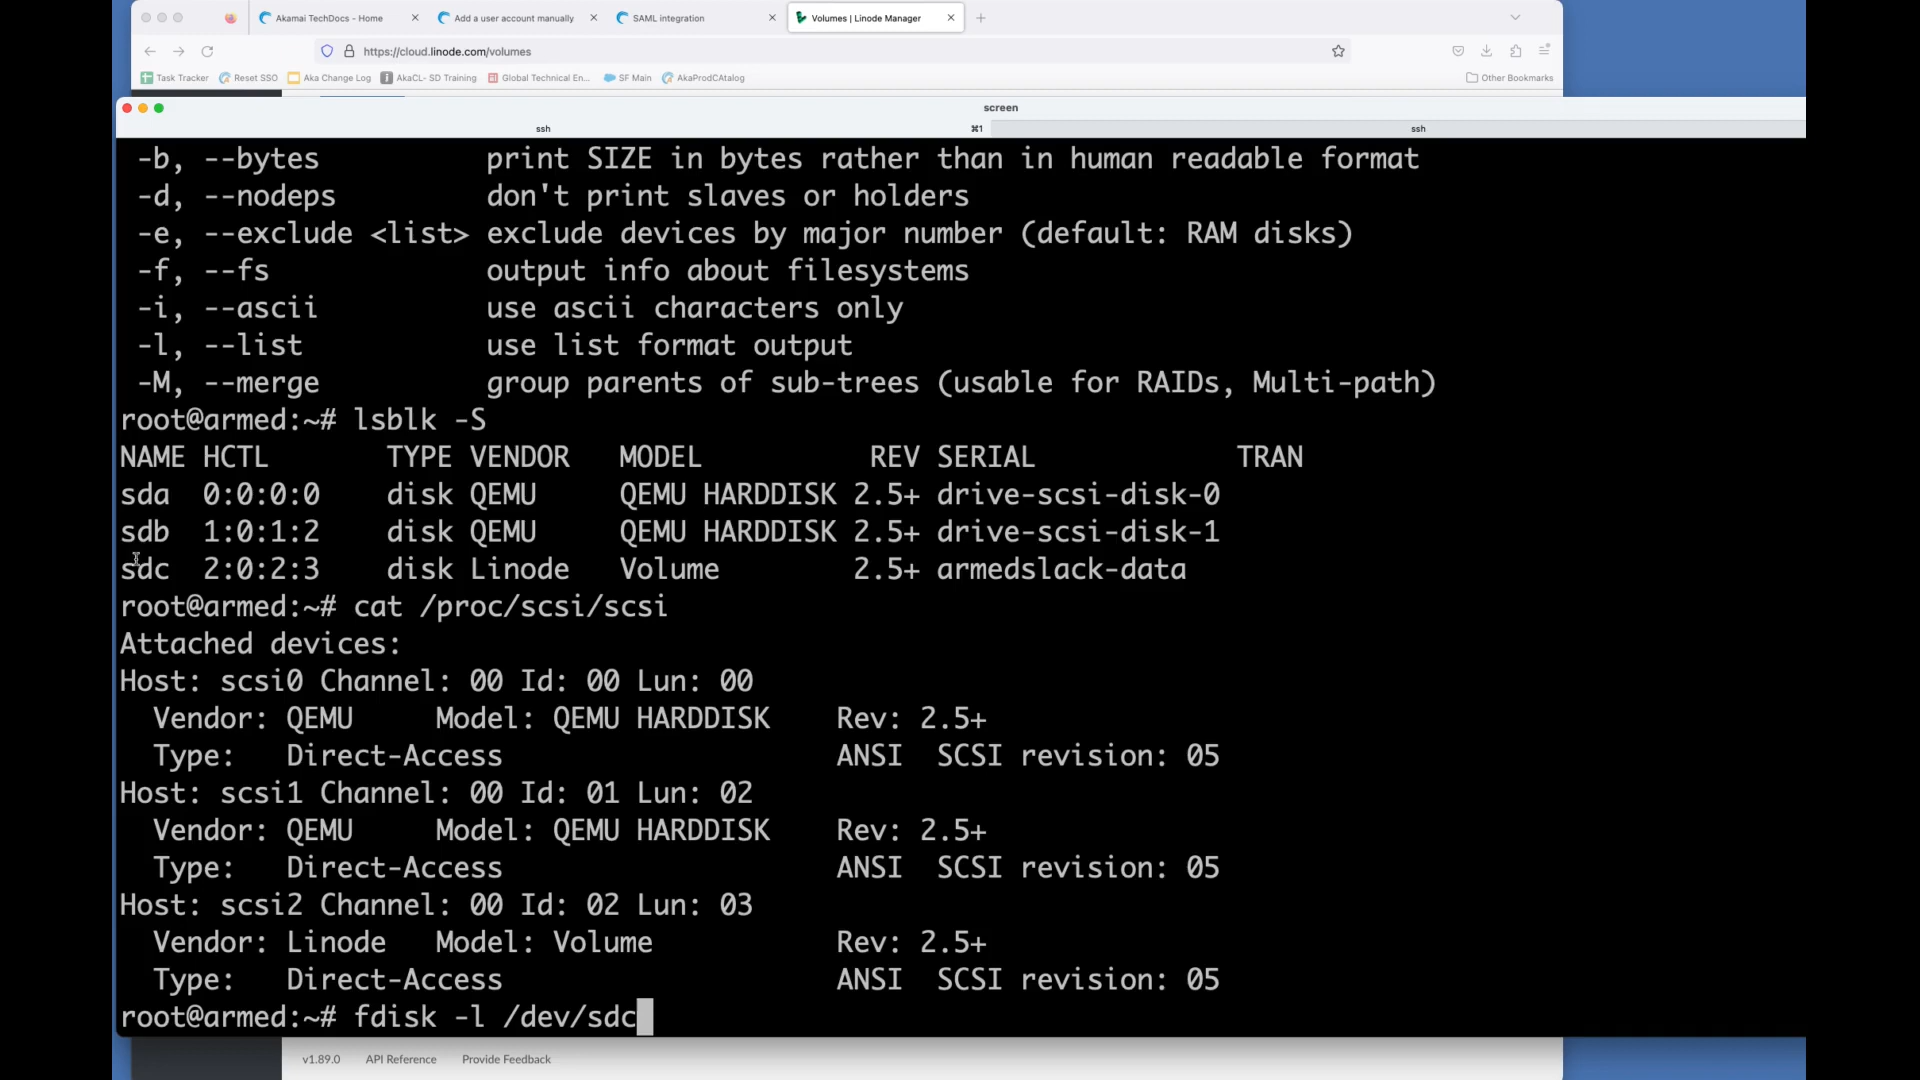 Akamai TechDocs - Home
Add a user account manually
SAML integration
Volumes | Linode Manager
https://cloud.linode.com/volumes
Task Tracker
Reset SSO
Aka Change Log
AkaCL- SD Training
Global Technical En...
SF Main
AkaProdCAtalog
Other Bookmarks
screen
ssh
⌘1
ssh
-b, --bytes          print SIZE in bytes rather than in human readable format
-d, --nodeps         don't print slaves or holders
-e, --exclude <list> exclude devices by major number (default: RAM disks)
-f, --fs             output info about filesystems
-i, --ascii          use ascii characters only
-l, --list           use list format output
-M, --merge          group parents of sub-trees (usable for RAIDs, Multi-path)
root@armed:~# lsblk -S
NAME HCTL       TYPE VENDOR   MODEL          REV SERIAL            TRAN
sda  0:0:0:0    disk QEMU     QEMU HARDDISK 2.5+ drive-scsi-disk-0
sdb  1:0:1:2    disk QEMU     QEMU HARDDISK 2.5+ drive-scsi-disk-1
sdc  2:0:2:3    disk Linode   Volume        2.5+ armedslack-data
root@armed:~# cat /proc/scsi/scsi
Attached devices:
Host: scsi0 Channel: 00 Id: 00 Lun: 00
  Vendor: QEMU     Model: QEMU HARDDISK    Rev: 2.5+
  Type:   Direct-Access                    ANSI  SCSI revision: 05
Host: scsi1 Channel: 00 Id: 01 Lun: 02
  Vendor: QEMU     Model: QEMU HARDDISK    Rev: 2.5+
  Type:   Direct-Access                    ANSI  SCSI revision: 05
Host: scsi2 Channel: 00 Id: 02 Lun: 03
  Vendor: Linode   Model: Volume           Rev: 2.5+
  Type:   Direct-Access                    ANSI  SCSI revision: 05
root@armed:~# fdisk -l /dev/sdc
v1.89.0
API Reference
Provide Feedback